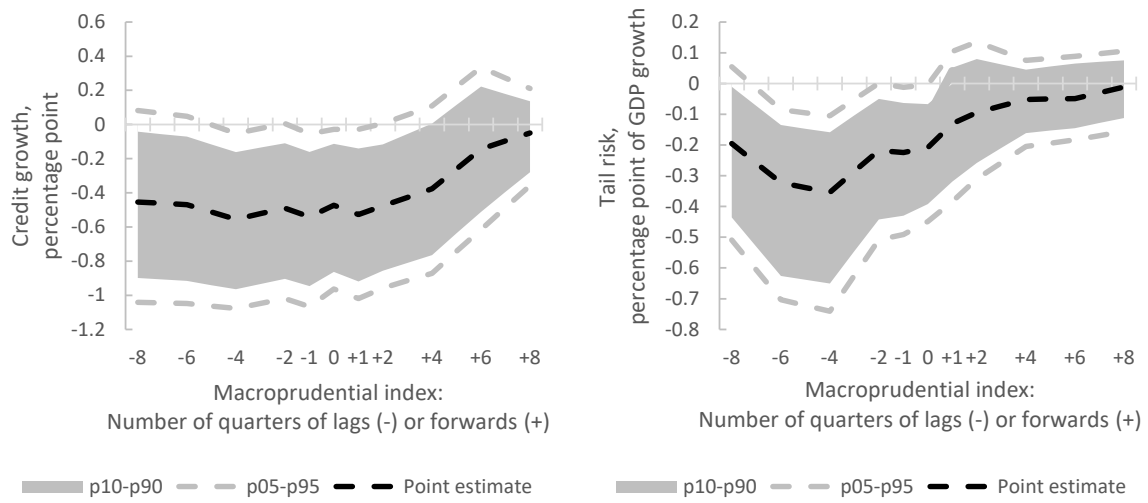 Credit growth,
percentage point
0.6
0.4
0.2
0
-0.2
-0.4
-0.6
-0.8
-1
-1.2
-8 -6 -4 -2 -1 0 +1 +2 +4 +6 +8
Macroprudential index:
Number of quarters of lags (-) or forwards (+)
p10-p90 p05-p95 Point estimate
Tail risk,
percentage point of GDP growth
0.2
0.1
0
-0.1
-0.2
-0.3
-0.4
-0.5
-0.6
-0.7
-0.8
-8 -6 -4 -2 -1 0 +1 +2 +4 +6 +8
Macroprudential index:
Number of quarters of lags (-) or forwards (+)
p10-p90 p05-p95 Point estimate